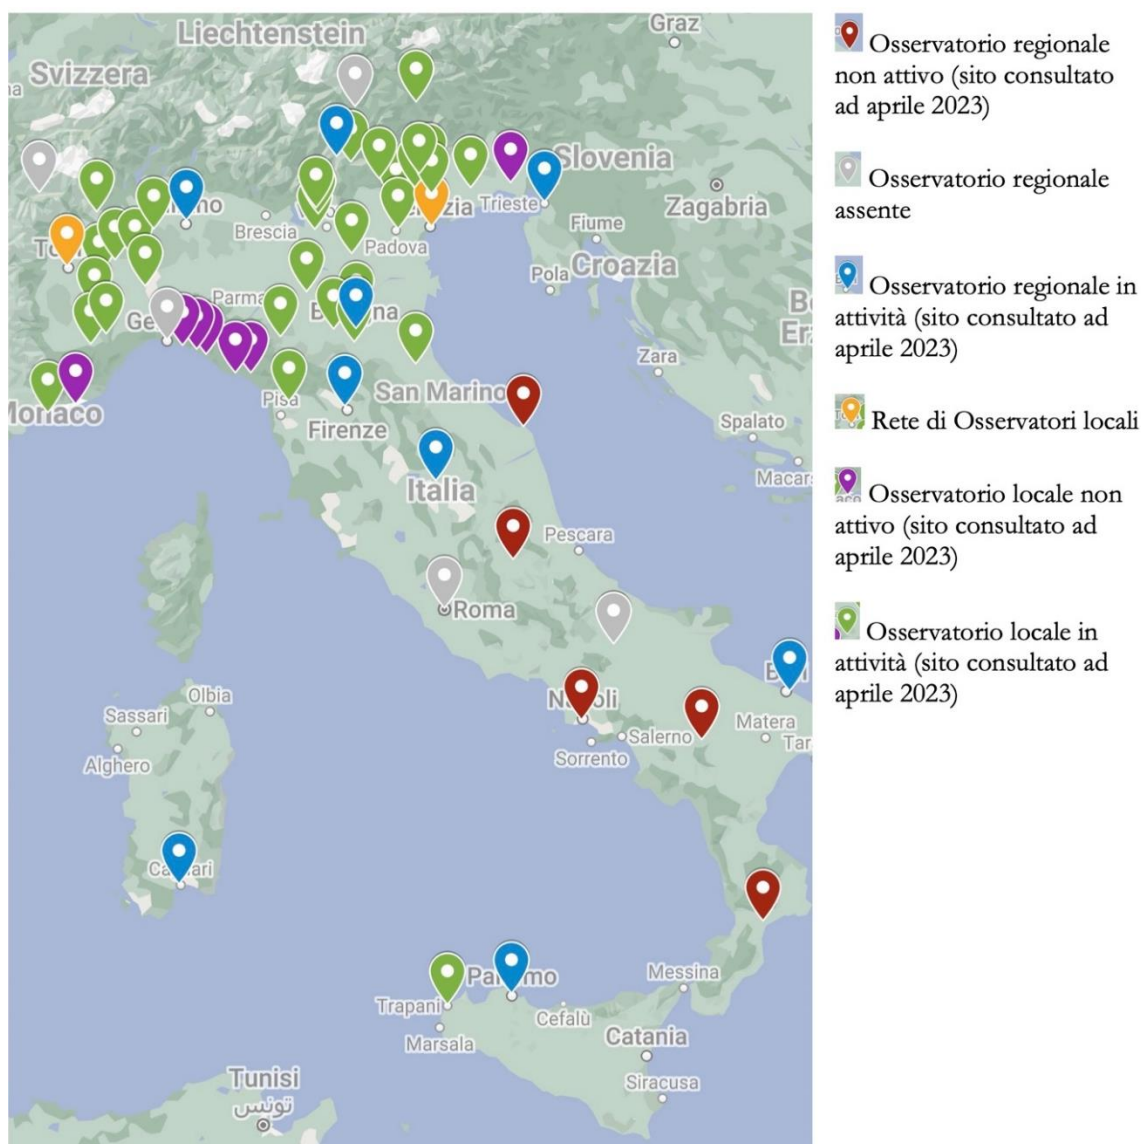 Liechtenstein
Graz
Svizzera
Slovenia
Trieste
Zagabria
Brescia
Padova
Fiume
Pola
Croazia
Parma
Zara
Monaco
San Marino
Pisa
Firenze
Spalato
Italia
Pescara
Roma
Olbia
Sassari
Alghero
Salerno
Matera
Sorrento
Messina
Trapani
Cefalù
Marsala
Catania
Siracusa
Tunisi
تونس
Osservatorio regionale
non attivo (sito consultato
ad aprile 2023)
Osservatorio regionale
assente
Osservatorio regionale in
attività (sito consultato ad
aprile 2023)
Rete di Osservatori locali
Osservatorio locale non
attivo (sito consultato ad
aprile 2023)
Osservatorio locale in
attività (sito consultato ad
aprile 2023)